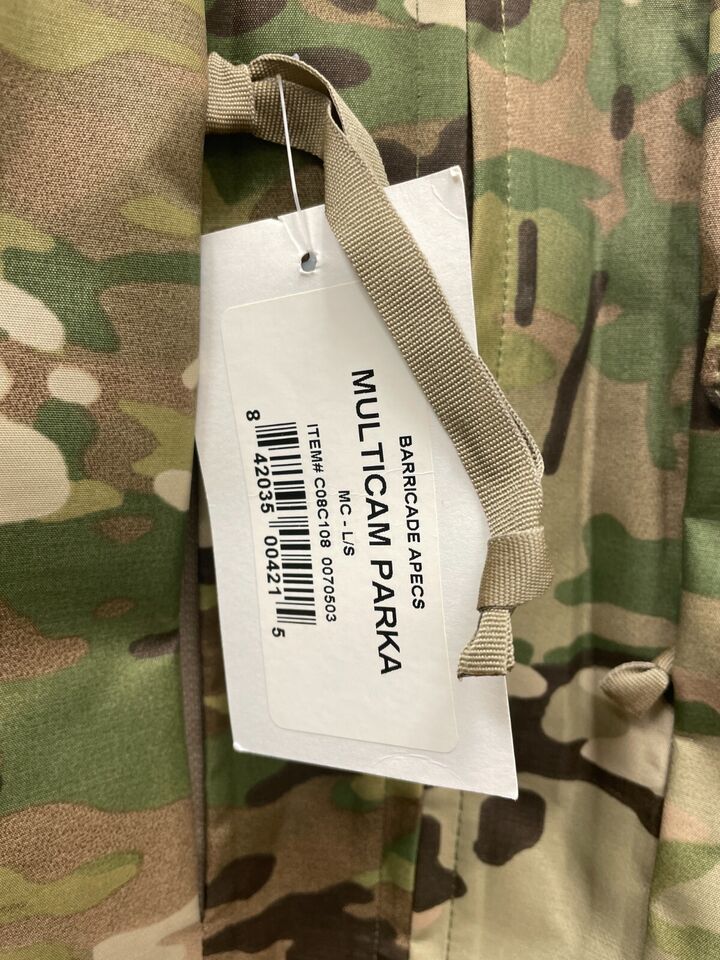 BARRICADE APECS
MULTICAM PARKA
MC - L/S
ITEM# C08C108 0070503
8 42035 00421 5